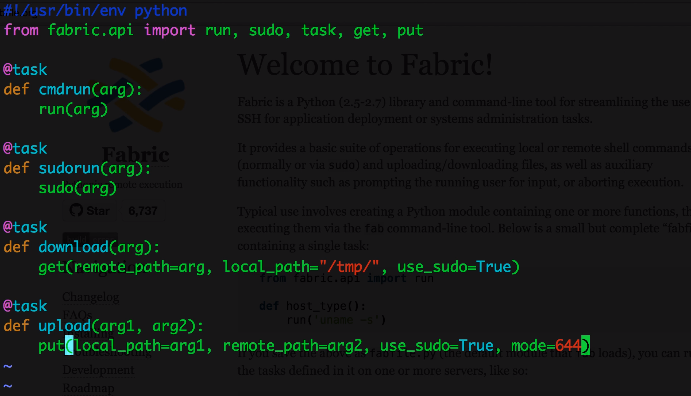 #!/usr/bin/env python
from fabric.api import run, sudo, task, get, put
@task
def cmdrun(arg):
run(arg)
@task
def sudorun(arg):
sudo(arg)
@task
def download(arg):
get(remote_path=arg, local_path="/tmp/", use_sudo=True)
@task
def upload(arg1, arg2):
put(local_path=arg1, remote_path=arg2, use_sudo=True, mode=644)
~
~
Fabric
execution
Star 6,737
Changelog
FAQs
Development
Roadmap
Welcome to Fabric!
Fabric is a Python (2.5-2.7) library and command-line tool for streamlining the use
SSH for application deployment or systems administration tasks.
It provides a basic suite of operations for executing local or remote shell commands
(normally or via sudo) and uploading/downloading files, as well as auxiliary
functionality such as prompting the running user for input, or aborting execution.
Typical use involves creating a Python module containing one or more functions,
executing them via the fab command-line tool. Below is a small but complete
containing a single task:
from fabric.api import run
def host_type():
run('uname -s')
the tasks defined in it on one or more servers, like so: